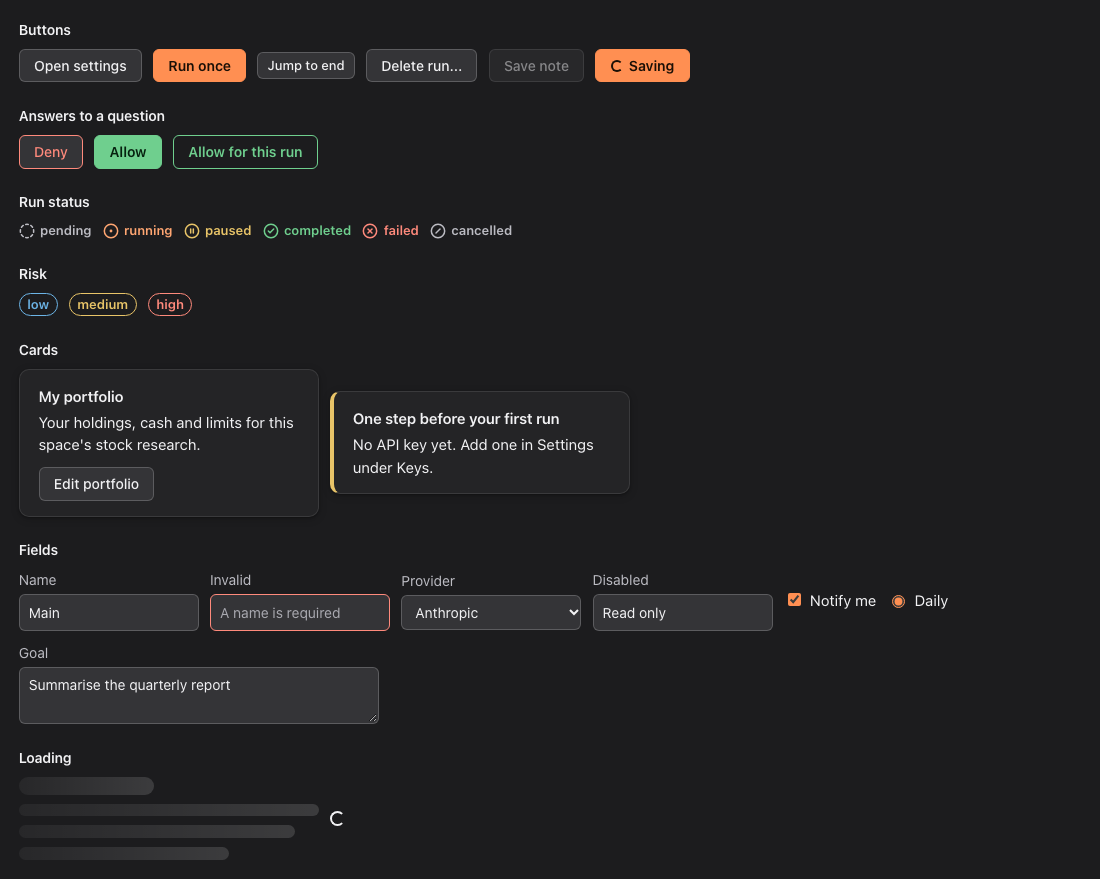 Buttons
Open settings Run once Jump to end Delete run... Save note Saving
Answers to a question
Deny Allow Allow for this run
Run status
pending running paused completed failed cancelled
Risk
low medium high
Cards
My portfolio
Your holdings, cash and limits for this
space's stock research.
Edit portfolio
One step before your first run
No API key yet. Add one in Settings
under Keys.
Fields
Name Invalid Provider Disabled
Main A name is required Anthropic Read only Notify me Daily
Goal
Summarise the quarterly report
Loading